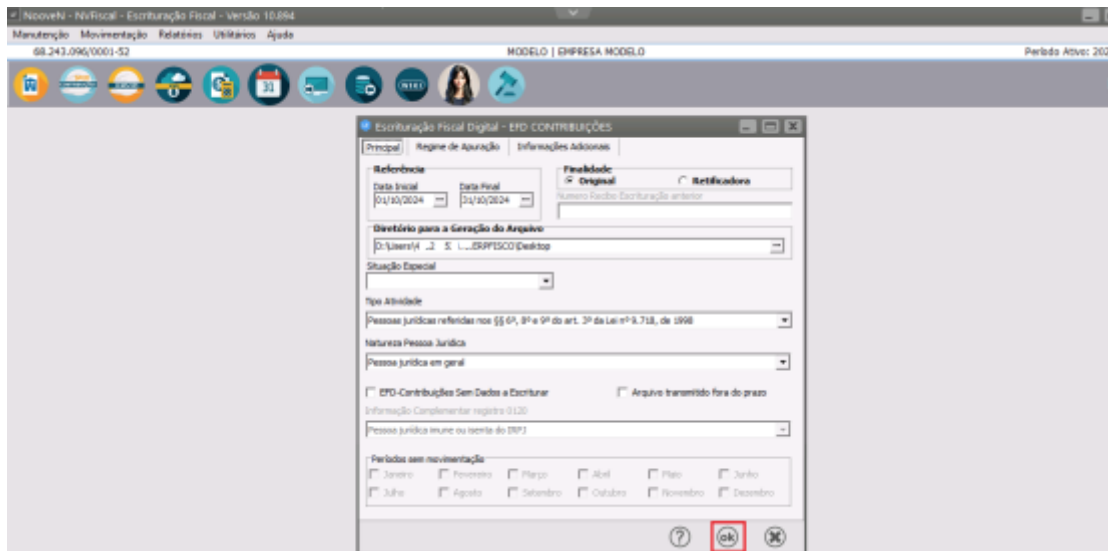 NooveN - NVFiscal - Escrituração Fiscal - Versão 10.894
Manutenção Movimentação Relatórios Utilitários Ajuda
68.243.096/0001-52 MODELO | EMPRESA MODELO Período Ativo: 202
31
Escrituração Fiscal Digital - EFD CONTRIBUIÇÕES
Principal Regime de Apuração Informações Adicionais
Referência Finalidade
Original Retificadora
Data Inicial Data Final
Numero Recibo Escrituração anterior
01/10/2024 31/10/2024
Diretório para a Geração do Arquivo
D:\Users\ ERPFISCO\Desktop
Situação Especial
Tipo Atividade
Pessoas jurídicas referidas nos §§ 6º, 8º e 9º do art. 3º da Lei nº 9.718, de 1998
Natureza Pessoa Jurídica
Pessoa jurídica em geral
EFD-Contribuições Sem Dados a Escriturar Arquivo transmitido fora do prazo
Informação Complementar registro 0120
Pessoa jurídica imune ou isenta do IRPJ
Períodos sem movimentação
Janeiro Fevereiro Março Abril Maio Junho
Julho Agosto Setembro Outubro Novembro Dezembro
? ok